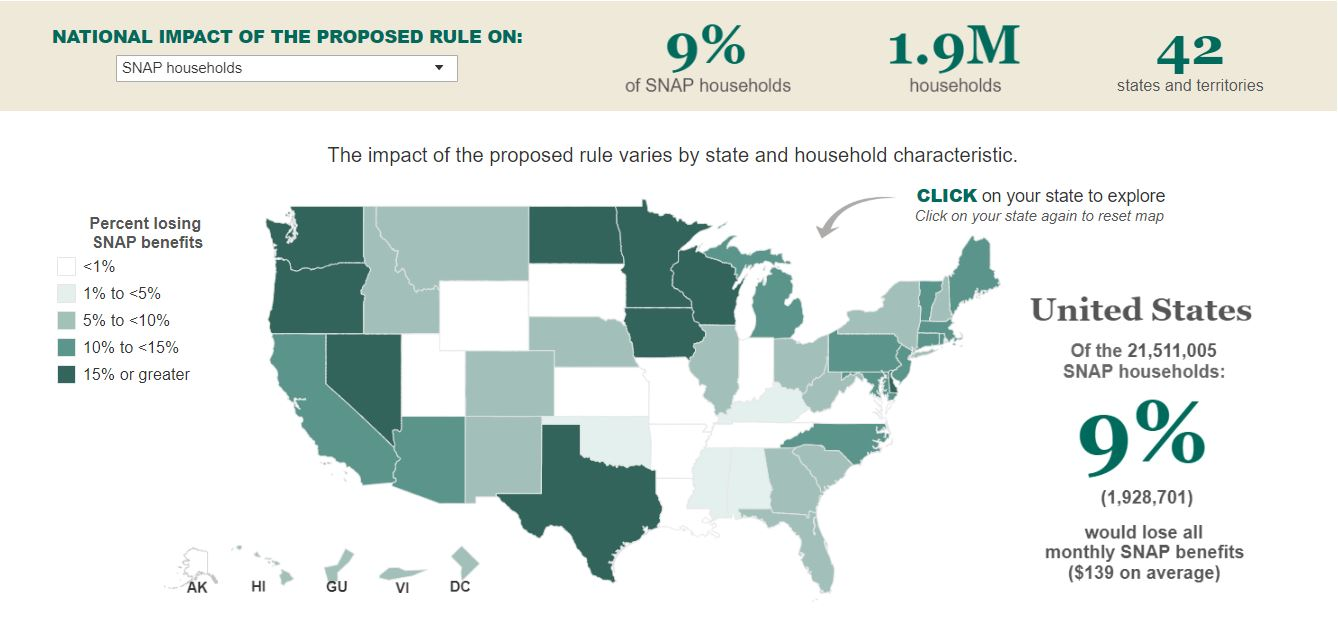 NATIONAL IMPACT OF THE PROPOSED RULE ON:
SNAP households
9%
of SNAP households
1.9M
households
42
states and territories
The impact of the proposed rule varies by state and household characteristic.
CLICK on your state to explore
Click on your state again to reset map
Percent losing
SNAP benefits
<1%
1% to <5%
5% to <10%
10% to <15%
15% or greater
United States
Of the 21,511,005
SNAP households:
9%
(1,928,701)
would lose all
monthly SNAP benefits
($139 on average)
AK
HI
GU
VI
DC